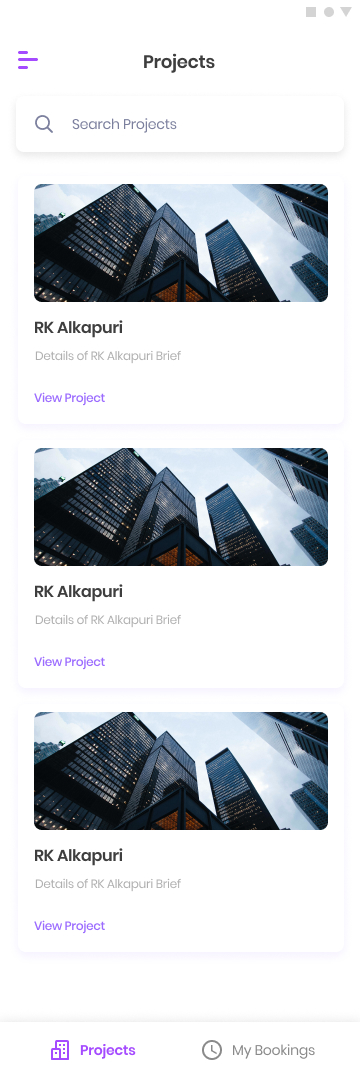 Projects
Search Projects
RK Alkapuri
Details of RK Alkapuri Brief
View Project
RK Alkapuri
Details of RK Alkapuri Brief
View Project
RK Alkapuri
Details of RK Alkapuri Brief
View Project
Projects
My Bookings